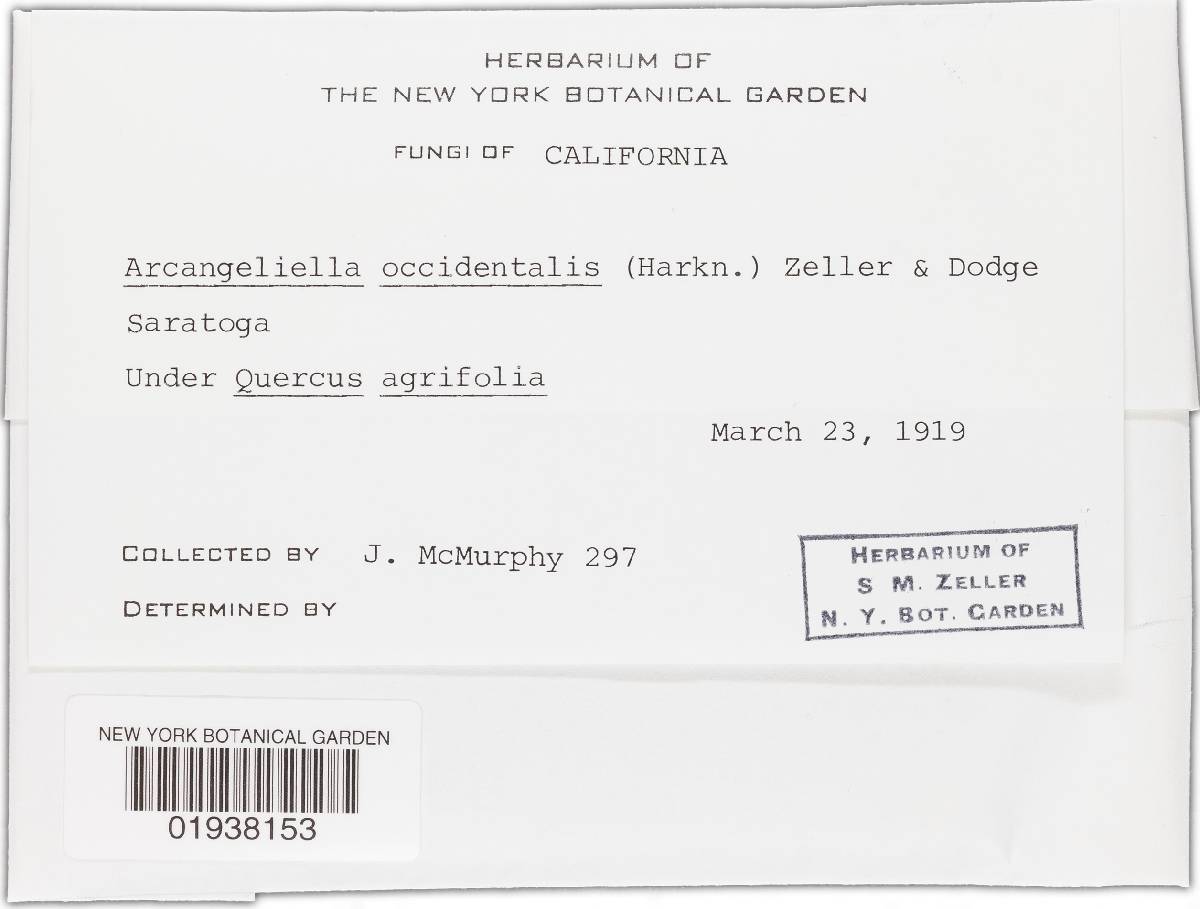 HERBARIUM OF
THE NEW YORK BOTANICAL GARDEN
FUNGI OF CALIFORNIA
Arcangeliella occidentalis (Harkn.) Zeller & Dodge
Saratoga
Under Quercus agrifolia
March 23, 1919
COLLECTED BY J. McMurphy 297
DETERMINED BY
HERBARIUM OF
S M. ZELLER
N. Y. BOT. GARDEN
NEW YORK BOTANICAL GARDEN
01938153